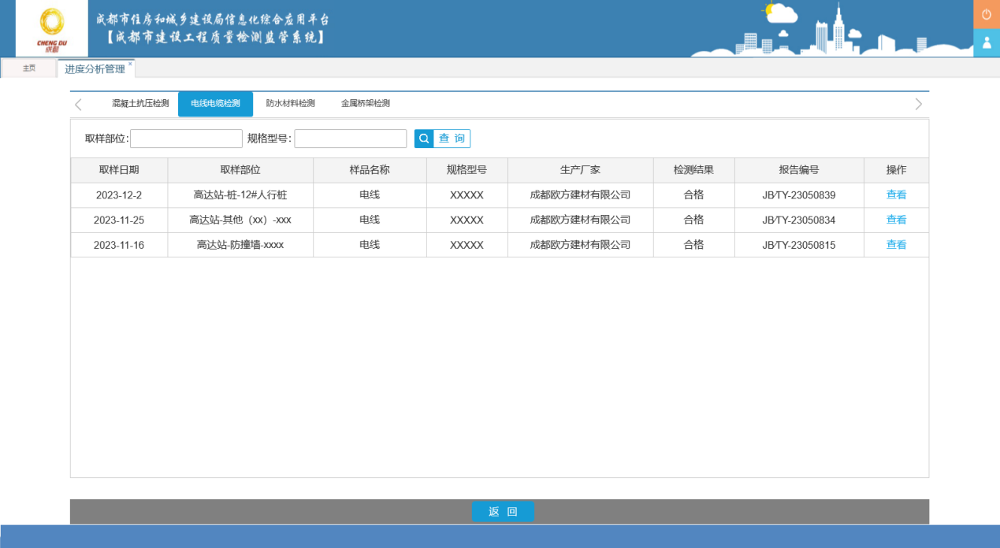 成都市住房和城乡建设局信息化综合应用平台
【成都市建设工程质量检测监管系统】
CHENG DU
成都
主页 进度分析管理 ×
混凝土抗压检测 电线电缆检测 防水材料检测 金属桥架检测
取样部位: 规格型号: 查 询
取样日期 取样部位 样品名称 规格型号 生产厂家 检测结果 报告编号 操作
2023-12-2 高达站-桩-12#人行桩 电线 XXXXX 成都欧方建材有限公司 合格 JB/TY-23050839 查看
2023-11-25 高达站-其他（xx）-xxx 电线 XXXXX 成都欧方建材有限公司 合格 JB/TY-23050834 查看
2023-11-16 高达站-防撞墙-xxxx 电线 XXXXX 成都欧方建材有限公司 合格 JB/TY-23050815 查看
返 回